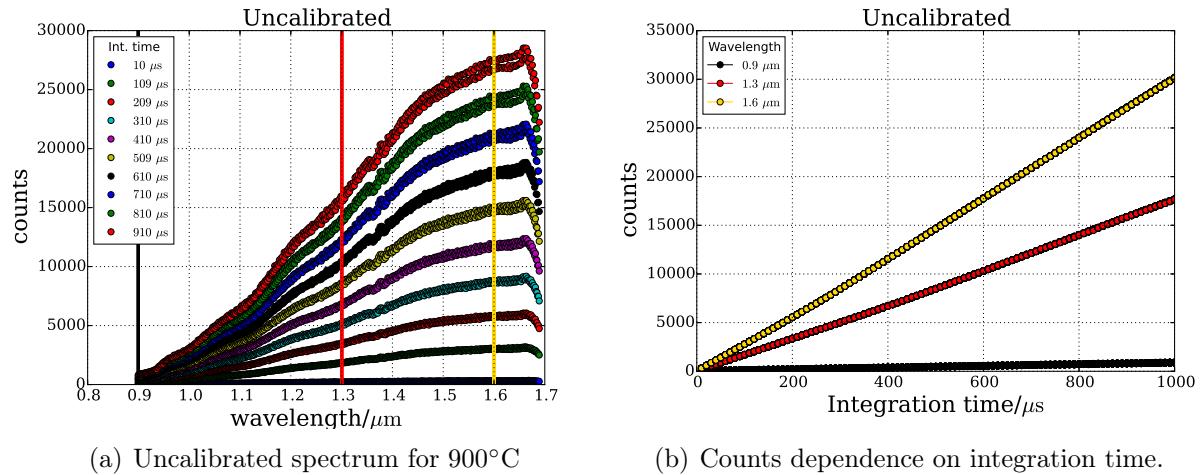 Uncalibrated
30000
25000
20000
15000
10000
5000
0
counts
Int. time
10 µs
109 µs
209 µs
310 µs
410 µs
509 µs
610 µs
710 µs
810 µs
910 µs
0.8 0.9 1.0 1.1 1.2 1.3 1.4 1.5 1.6 1.7
wavelength/µm
(a) Uncalibrated spectrum for 900°C
Uncalibrated
35000
30000
25000
20000
15000
10000
5000
0
counts
Wavelength
0.9 µm
1.3 µm
1.6 µm
0 200 400 600 800 1000
Integration time/µs
(b) Counts dependence on integration time.